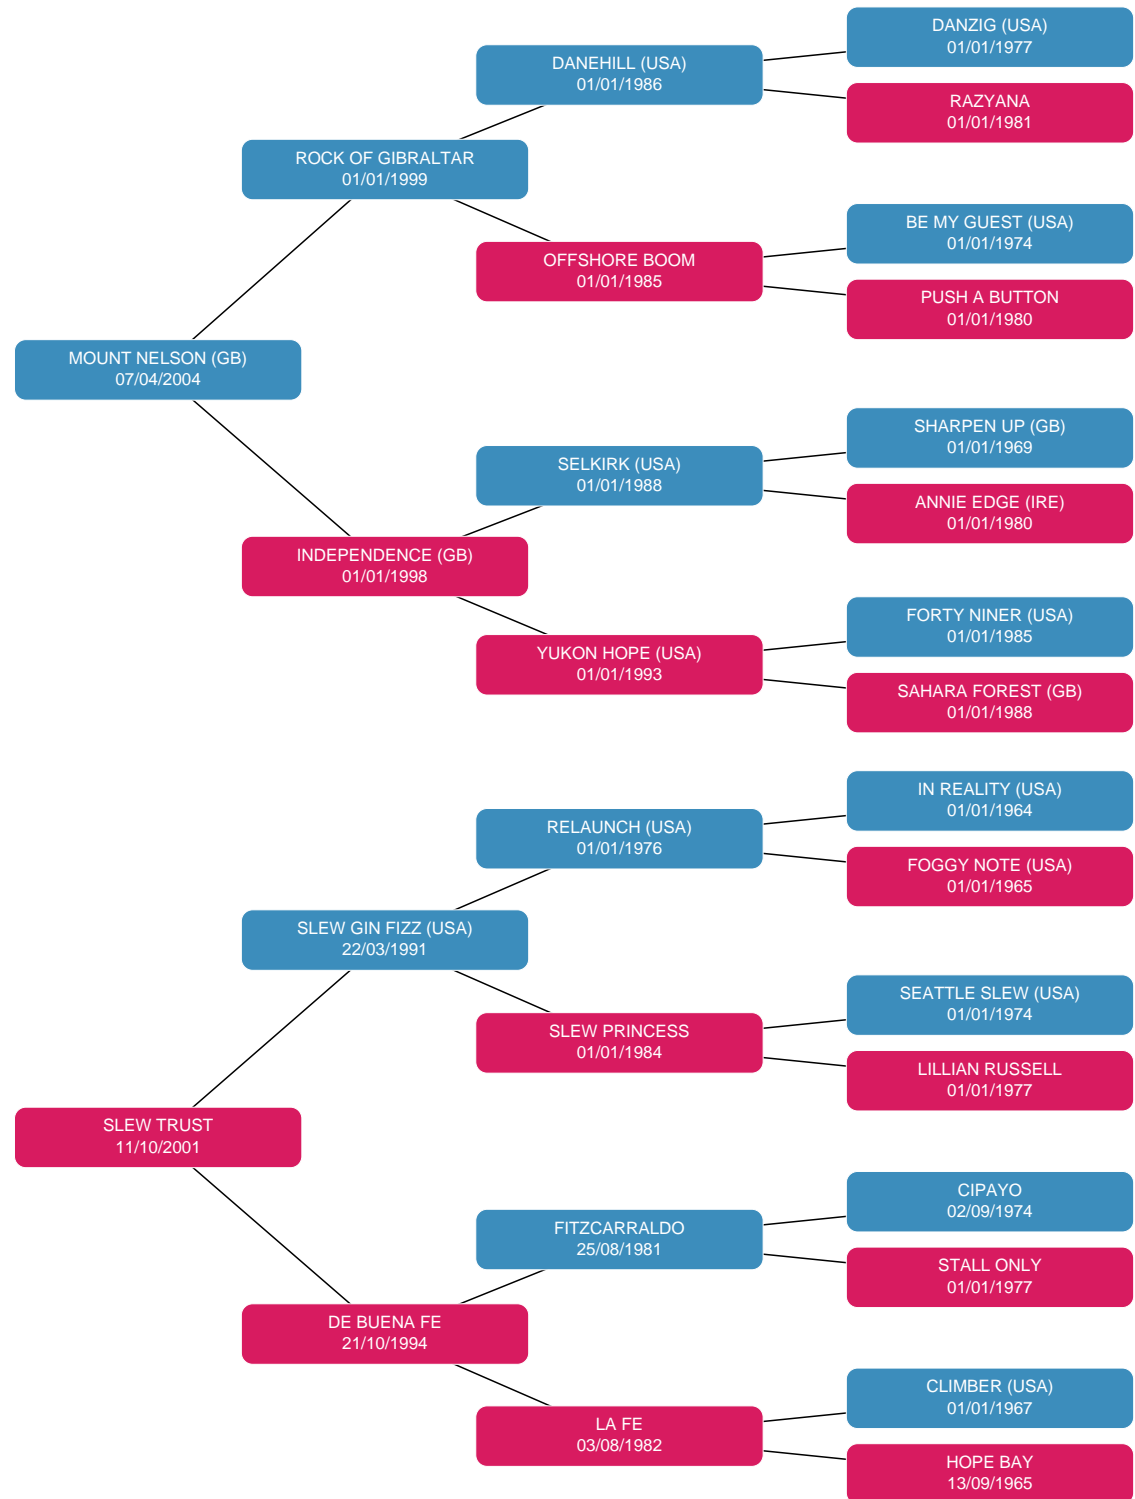 DANZIG (USA)
01/01/1977
DANEHILL (USA)
01/01/1986
RAZYANA
01/01/1981
ROCK OF GIBRALTAR
01/01/1999
BE MY GUEST (USA)
01/01/1974
OFFSHORE BOOM
01/01/1985
PUSH A BUTTON
01/01/1980
MOUNT NELSON (GB)
07/04/2004
SHARPEN UP (GB)
01/01/1969
SELKIRK (USA)
01/01/1988
ANNIE EDGE (IRE)
01/01/1980
INDEPENDENCE (GB)
01/01/1998
FORTY NINER (USA)
01/01/1985
YUKON HOPE (USA)
01/01/1993
SAHARA FOREST (GB)
01/01/1988
IN REALITY (USA)
01/01/1964
RELAUNCH (USA)
01/01/1976
FOGGY NOTE (USA)
01/01/1965
SLEW GIN FIZZ (USA)
22/03/1991
SEATTLE SLEW (USA)
01/01/1974
SLEW PRINCESS
01/01/1984
LILLIAN RUSSELL
01/01/1977
SLEW TRUST
11/10/2001
CIPAYO
02/09/1974
FITZCARRALDO
25/08/1981
STALL ONLY
01/01/1977
DE BUENA FE
21/10/1994
CLIMBER (USA)
01/01/1967
LA FE
03/08/1982
HOPE BAY
13/09/1965